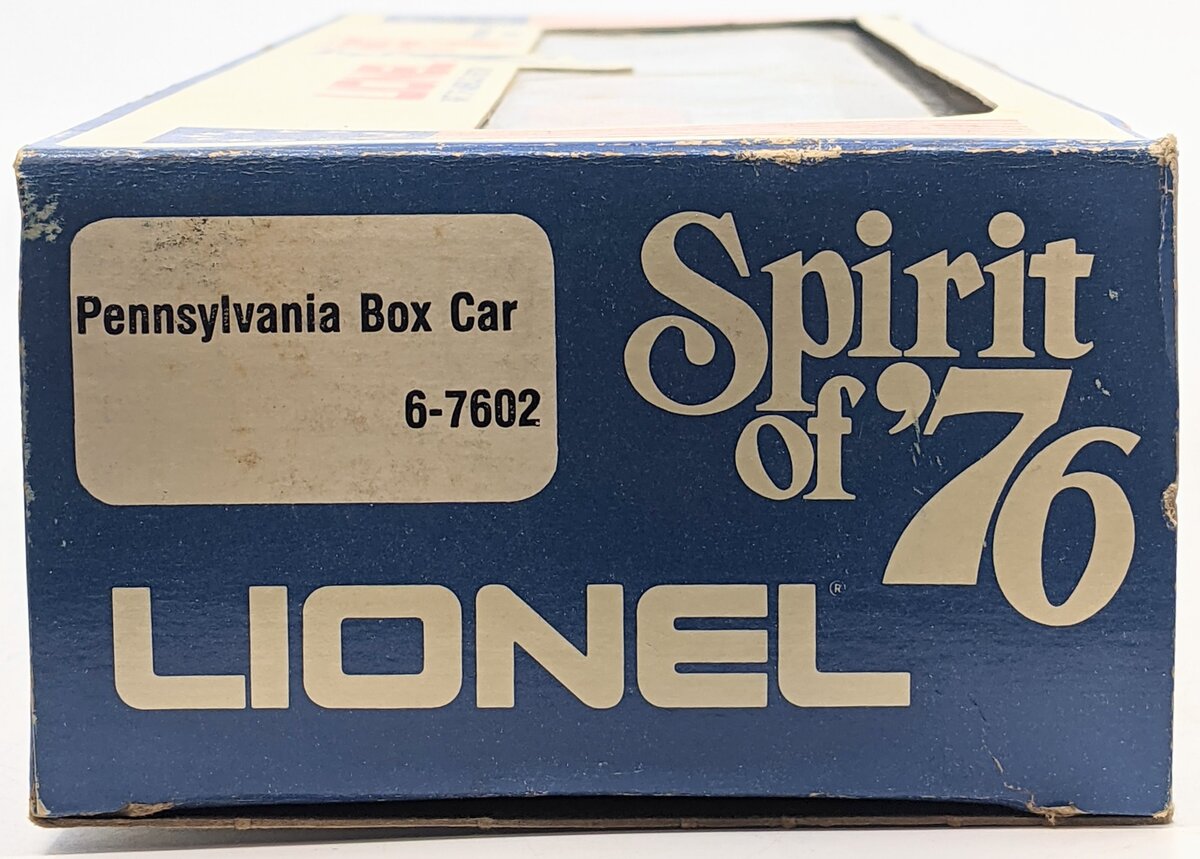 Pennsylvania Box Car
6-7602
Spirit
of '76
LIONEL®